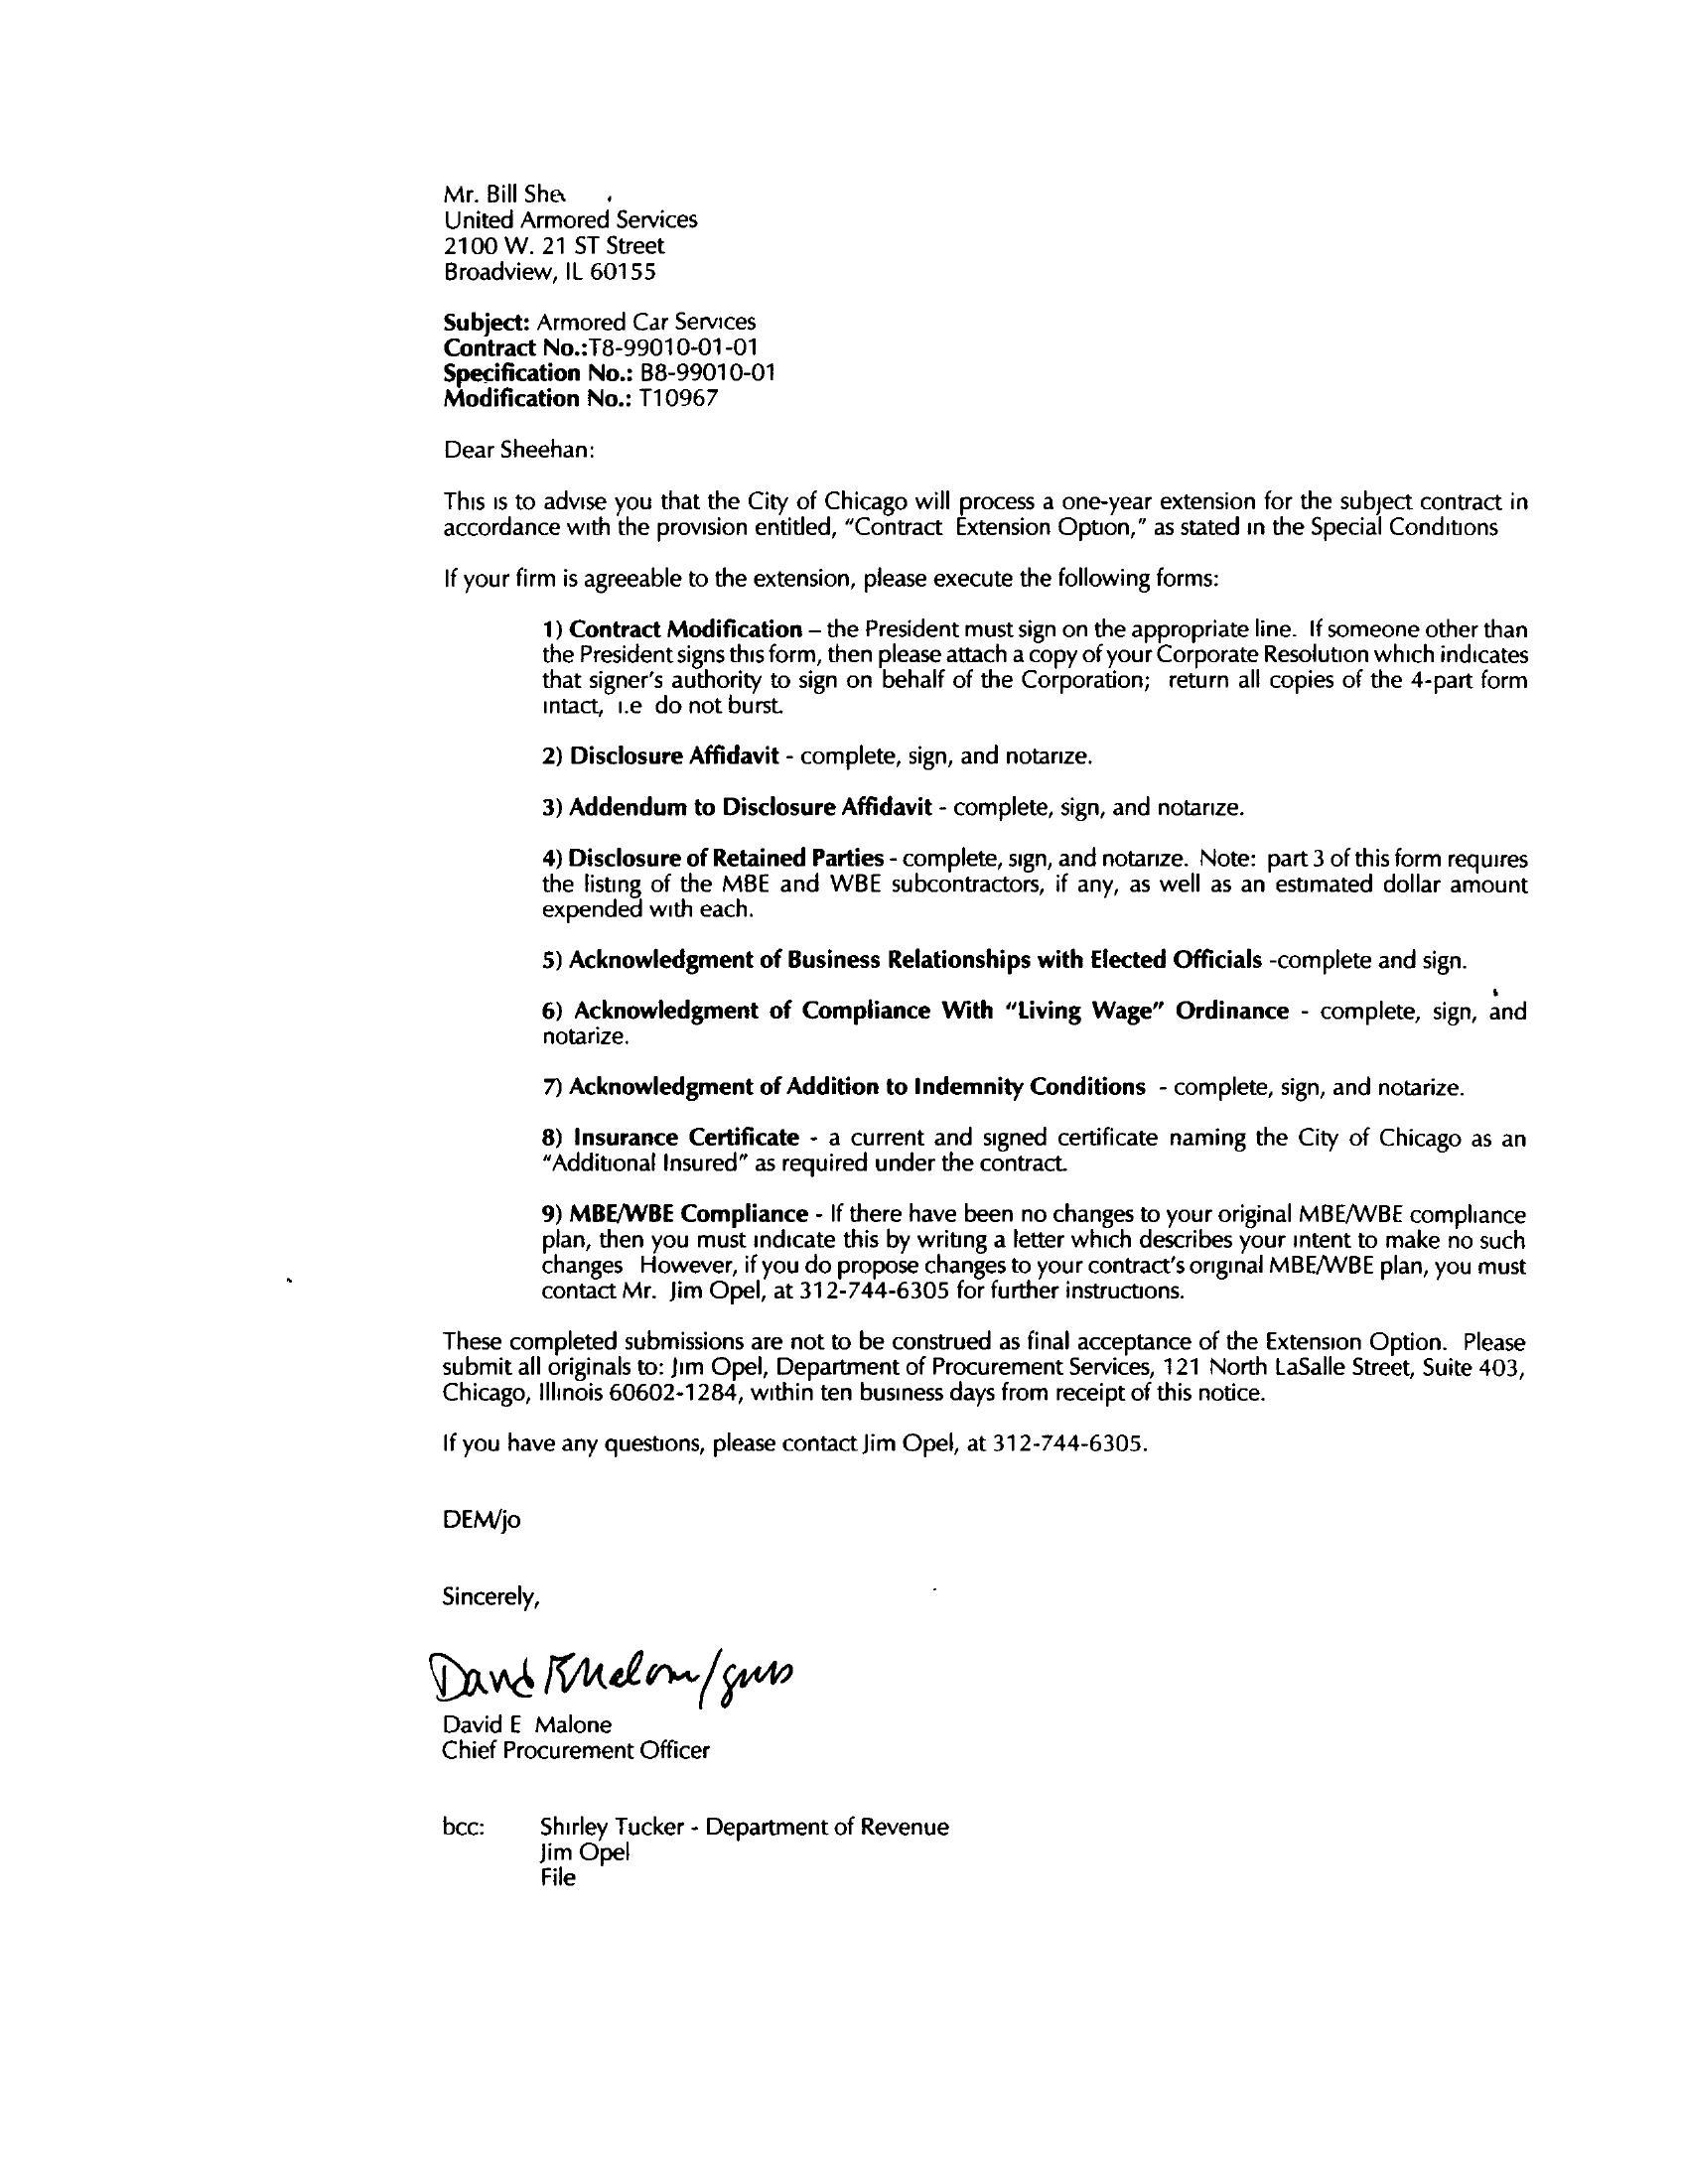 Mr. Bill She
United Armored Services
2100 W. 21 ST Street
Broadview, IL 60155
Subject: Armored Car Services
Contract No.:T8-99010-01-01
Specification No.: B8-99010-01
Modification No.: T10967
Dear Sheehan:
This is to advise you that the City of Chicago will process a one-year extension for the subject contract in
accordance with the provision entitled, “Contract Extension Option,” as stated in the Special Conditions
If your firm is agreeable to the extension, please execute the following forms:
1) Contract Modification – the President must sign on the appropriate line. If someone other than
the President signs this form, then please attach a copy of your Corporate Resolution which indicates
that signer's authority to sign on behalf of the Corporation; return all copies of the 4-part form
intact, i.e do not burst.
2) Disclosure Affidavit - complete, sign, and notarize.
3) Addendum to Disclosure Affidavit - complete, sign, and notarize.
4) Disclosure of Retained Parties - complete, sign, and notarize. Note: part 3 of this form requires
the listing of the MBE and WBE subcontractors, if any, as well as an estimated dollar amount
expended with each.
5) Acknowledgment of Business Relationships with Elected Officials -complete and sign.
6) Acknowledgment of Compliance With “Living Wage” Ordinance - complete, sign, and
notarize.
7) Acknowledgment of Addition to Indemnity Conditions - complete, sign, and notarize.
8) Insurance Certificate - a current and signed certificate naming the City of Chicago as an
“Additional Insured” as required under the contract.
9) MBE/WBE Compliance - If there have been no changes to your original MBE/WBE compliance
plan, then you must indicate this by writing a letter which describes your intent to make no such
changes However, if you do propose changes to your contract's original MBE/WBE plan, you must
contact Mr. Jim Opel, at 312-744-6305 for further instructions.
These completed submissions are not to be construed as final acceptance of the Extension Option. Please
submit all originals to: Jim Opel, Department of Procurement Services, 121 North LaSalle Street, Suite 403,
Chicago, Illinois 60602-1284, within ten business days from receipt of this notice.
If you have any questions, please contact Jim Opel, at 312-744-6305.
DEM/jo
Sincerely,
David E Malone
David E Malone
Chief Procurement Officer
bcc: Shirley Tucker - Department of Revenue
Jim Opel
File